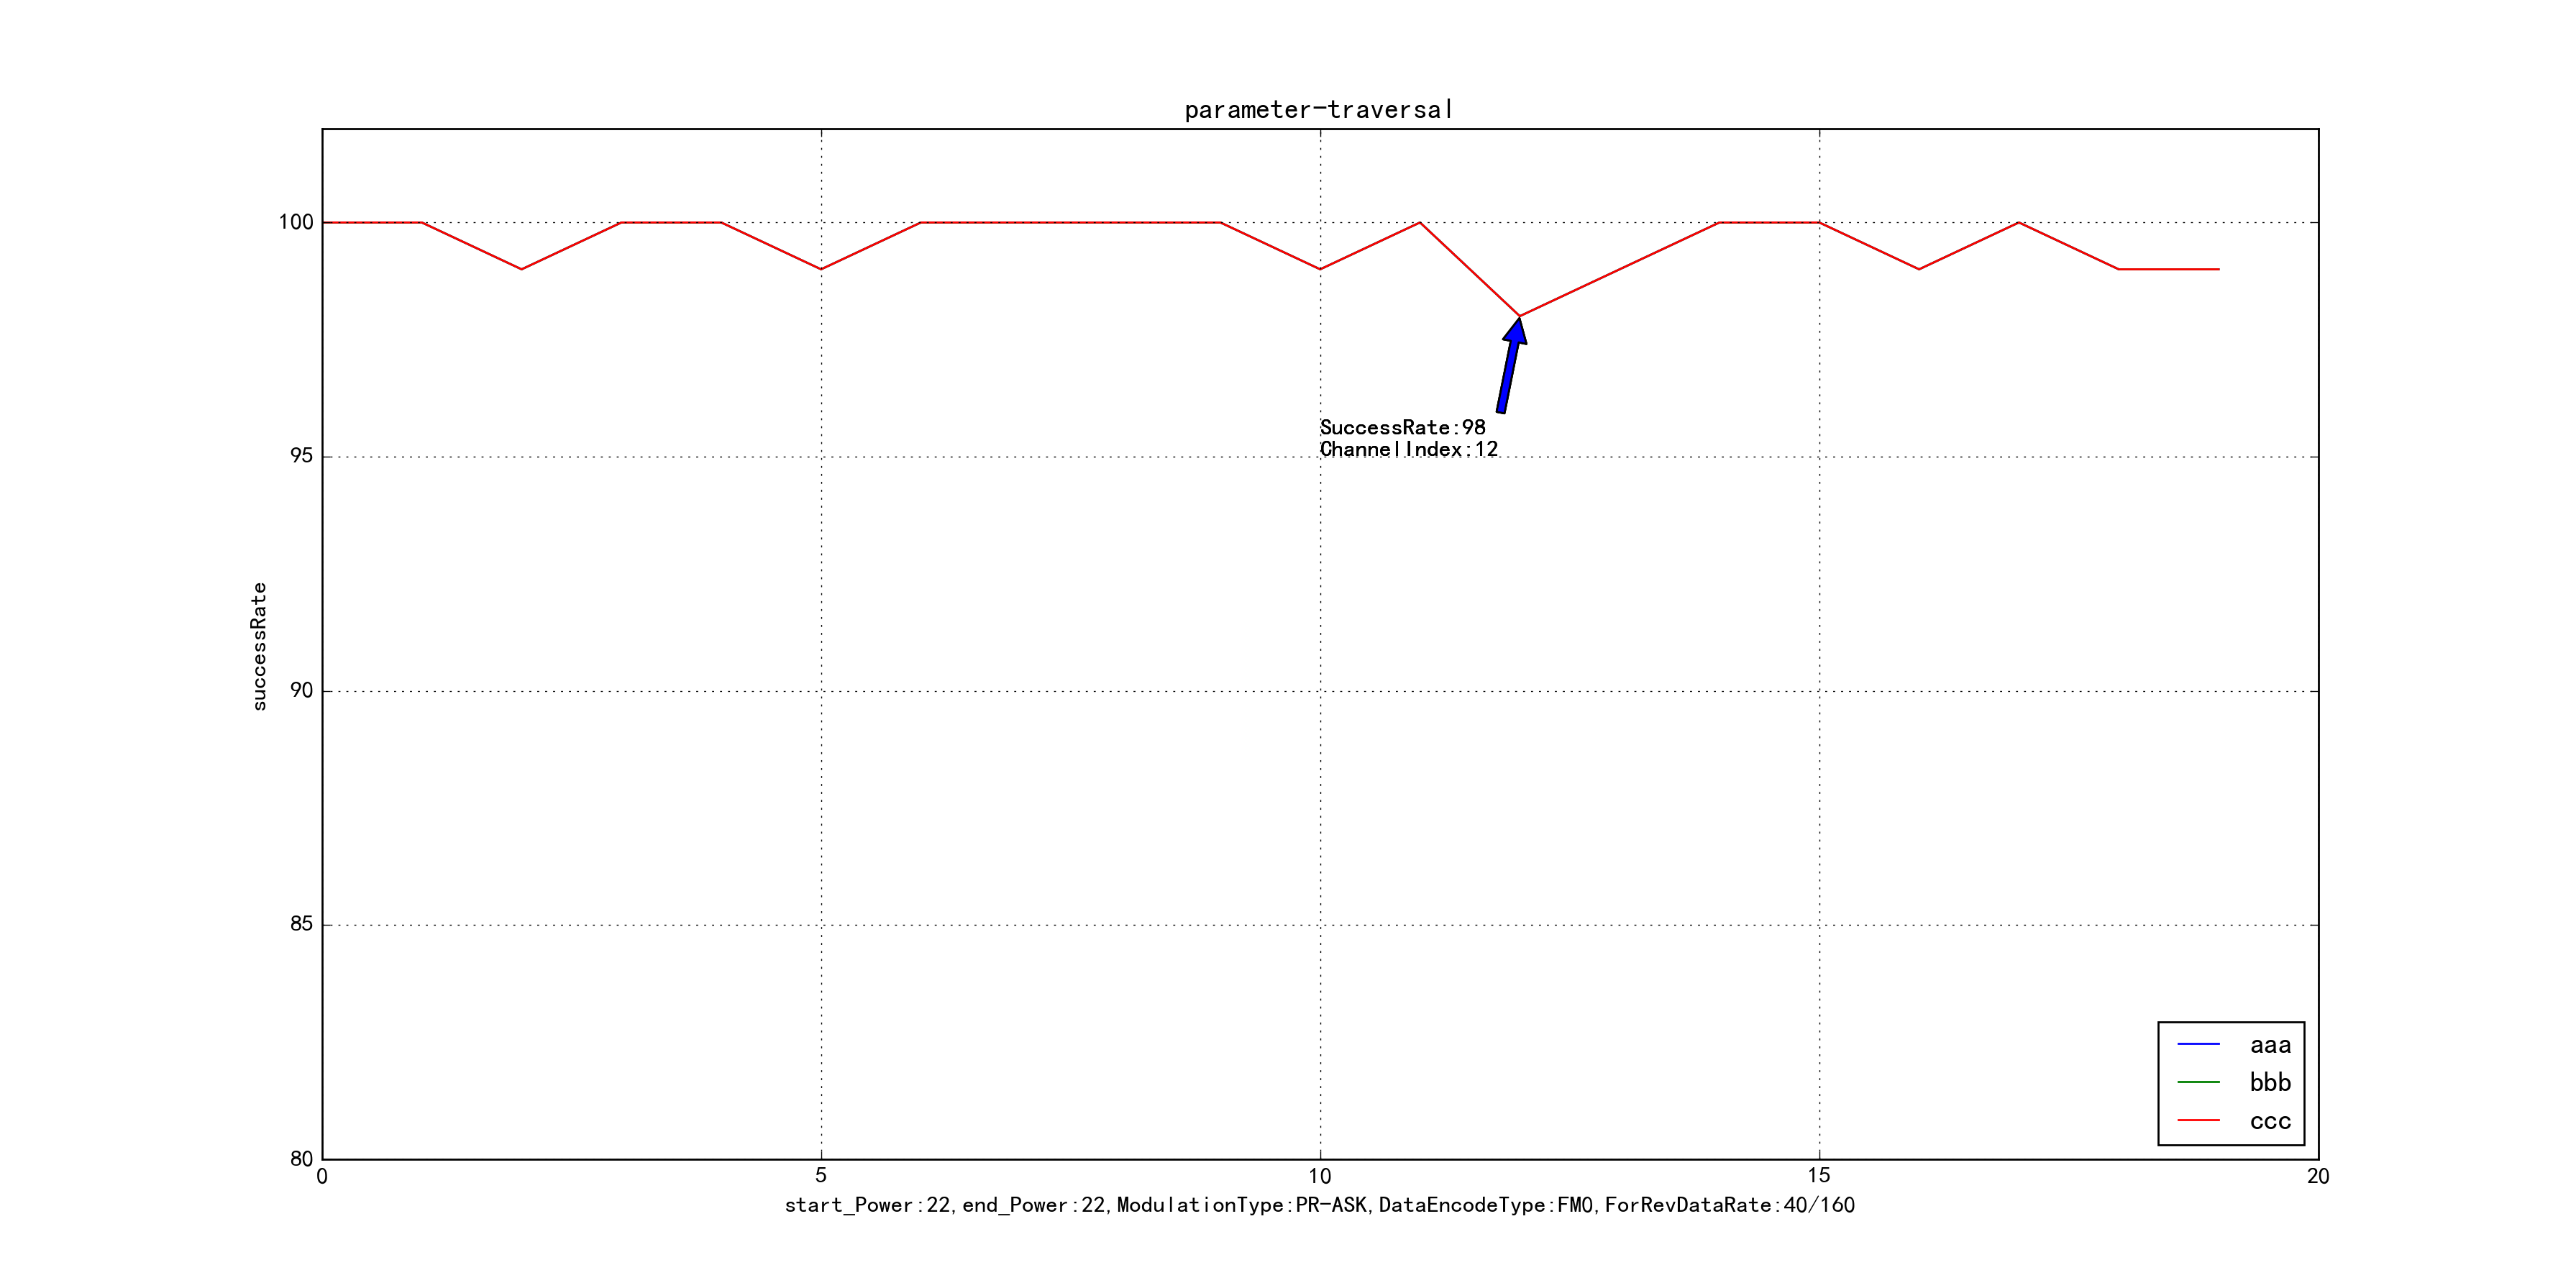 parameter-traversal
100
95
90
85
80
successRate
SuccessRate:98
ChannelIndex:12
aaa
bbb
ccc
0 5 10 15 20
start_Power:22,end_Power:22,ModulationType:PR-ASK,DataEncodeType:FM0,ForRevDataRate:40/160